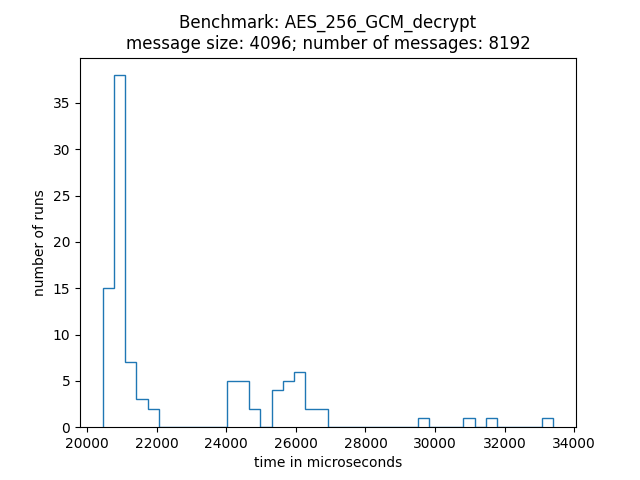 Benchmark: AES_256_GCM_decrypt
message size: 4096; number of messages: 8192
number of runs
35
30
25
20
15
10
5
0
20000 22000 24000 26000 28000 30000 32000 34000
time in microseconds